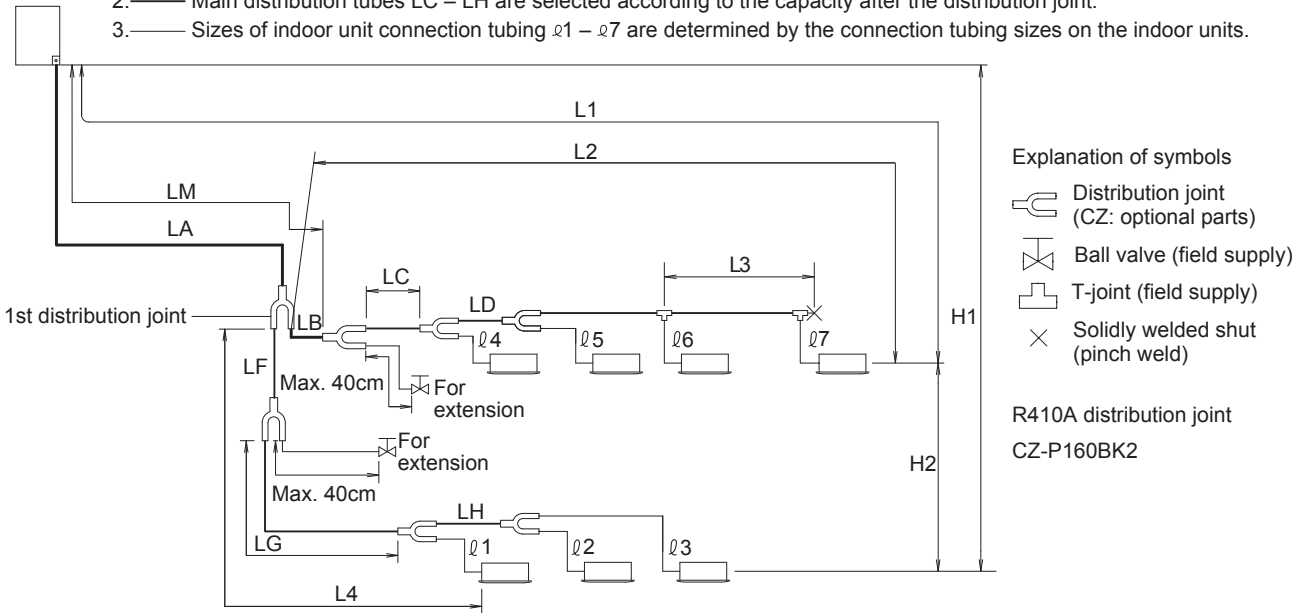 2. Main distribution tubes LC – LH are selected according to the capacity after the distribution joint.
3. Sizes of indoor unit connection tubing ℓ1 – ℓ7 are determined by the connection tubing sizes on the indoor units.
L1
L2
LM
LA
Explanation of symbols
Distribution joint
(CZ: optional parts)
Ball valve (field supply)
T-joint (field supply)
Solidly welded shut
(pinch weld)
R410A distribution joint
CZ-P160BK2
LC
LD
L3
H1
1st distribution joint
LB
ℓ4
ℓ5
ℓ6
ℓ7
LF
Max. 40cm
For
extension
For
extension
Max. 40cm
H2
LH
LG
ℓ1
ℓ2
ℓ3
L4